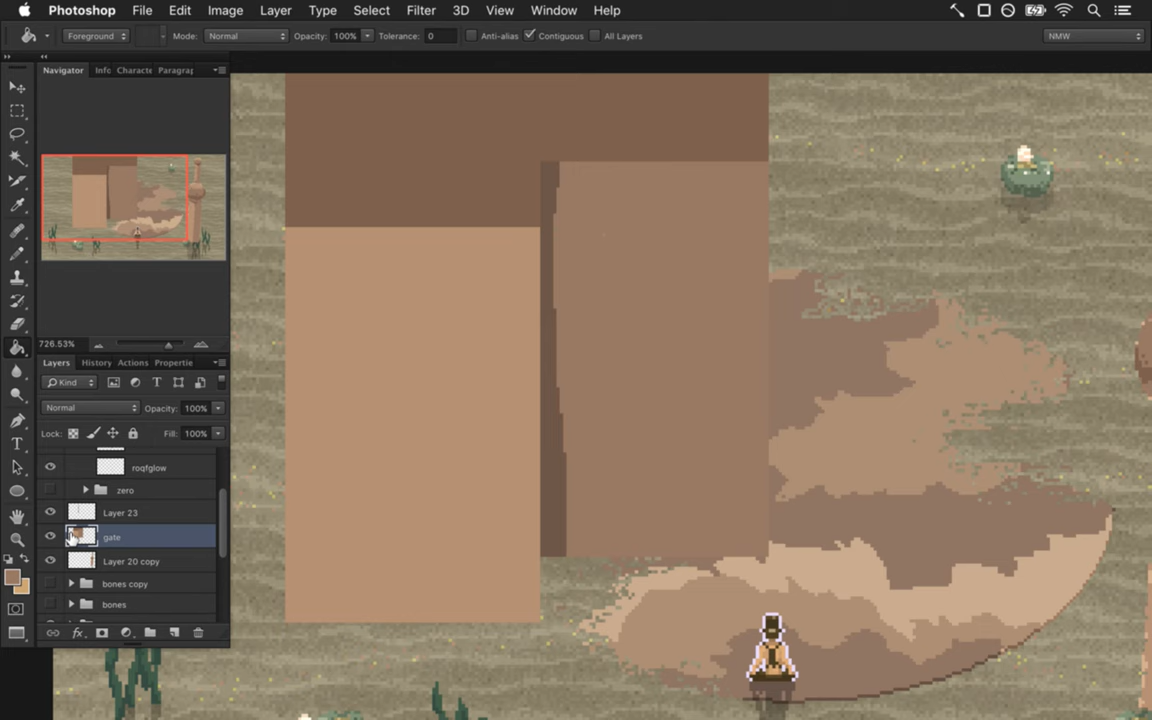 Photoshop File Edit Image Layer Type Select Filter 3D View Window Help
Foreground Mode: Normal Opacity: 100% Tolerance: 0 Anti-alias Contiguous All Layers NMW
Navigator Info Characte Paragrap
726.53%
Layers History Actions Propertie
Kind
Normal Opacity: 100%
Lock: Fill: 100%
roqfglow
zero
Layer 23
gate
Layer 20 copy
bones copy
bones